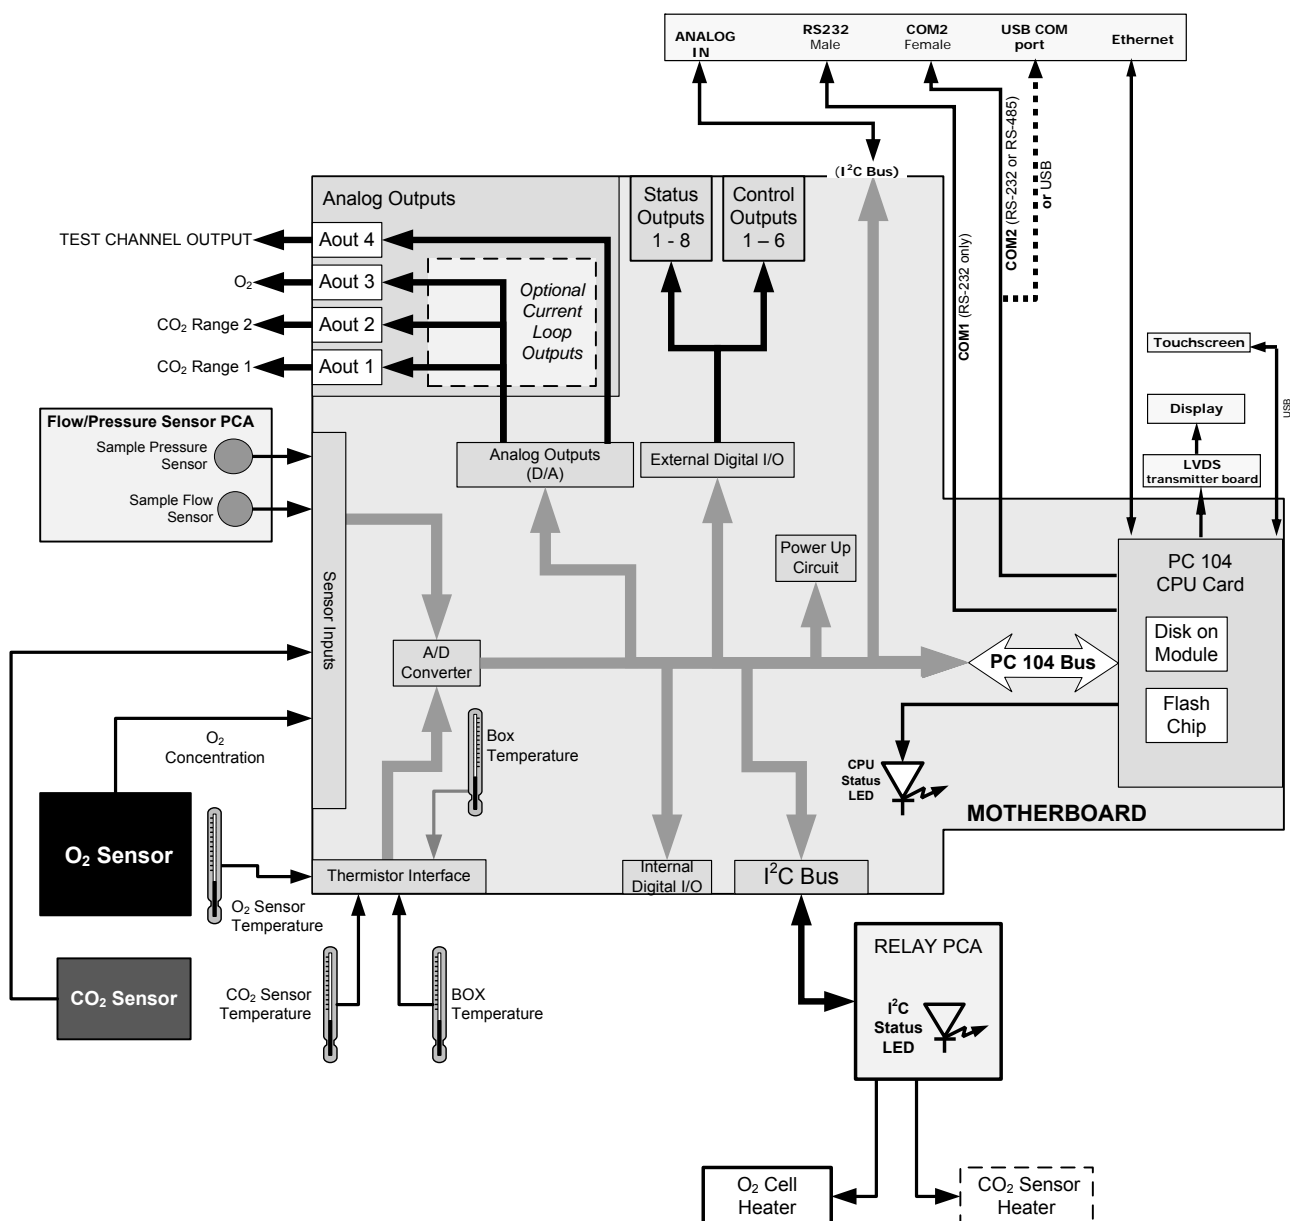 ANALOG
IN
RS232
Male
COM2
Female
USB COM
port
Ethernet
(I²C Bus)
COM1 (RS-232 only)
COM2 (RS-232 or RS-485)
or USB
Analog Outputs
Status
Outputs
1 - 8
Control
Outputs
1 – 6
TEST CHANNEL OUTPUT
Aout 4
O₂
Aout 3
CO₂ Range 2
Aout 2
CO₂ Range 1
Aout 1
Optional
Current
Loop
Outputs
Touchscreen
USB
Display
LVDS
transmitter board
Flow/Pressure Sensor PCA
Sample Pressure
Sensor
Sample Flow
Sensor
Analog Outputs
(D/A)
External Digital I/O
Power Up
Circuit
PC 104
CPU Card
Disk on
Module
Flash
Chip
Sensor Inputs
A/D
Converter
PC 104 Bus
Box
Temperature
O₂
Concentration
CPU
Status
LED
MOTHERBOARD
O₂ Sensor
Thermistor Interface
Internal
Digital I/O
I²C Bus
O₂ Sensor
Temperature
CO₂ Sensor
CO₂ Sensor
Temperature
BOX
Temperature
RELAY PCA
I²C
Status
LED
O₂ Cell
Heater
CO₂ Sensor
Heater